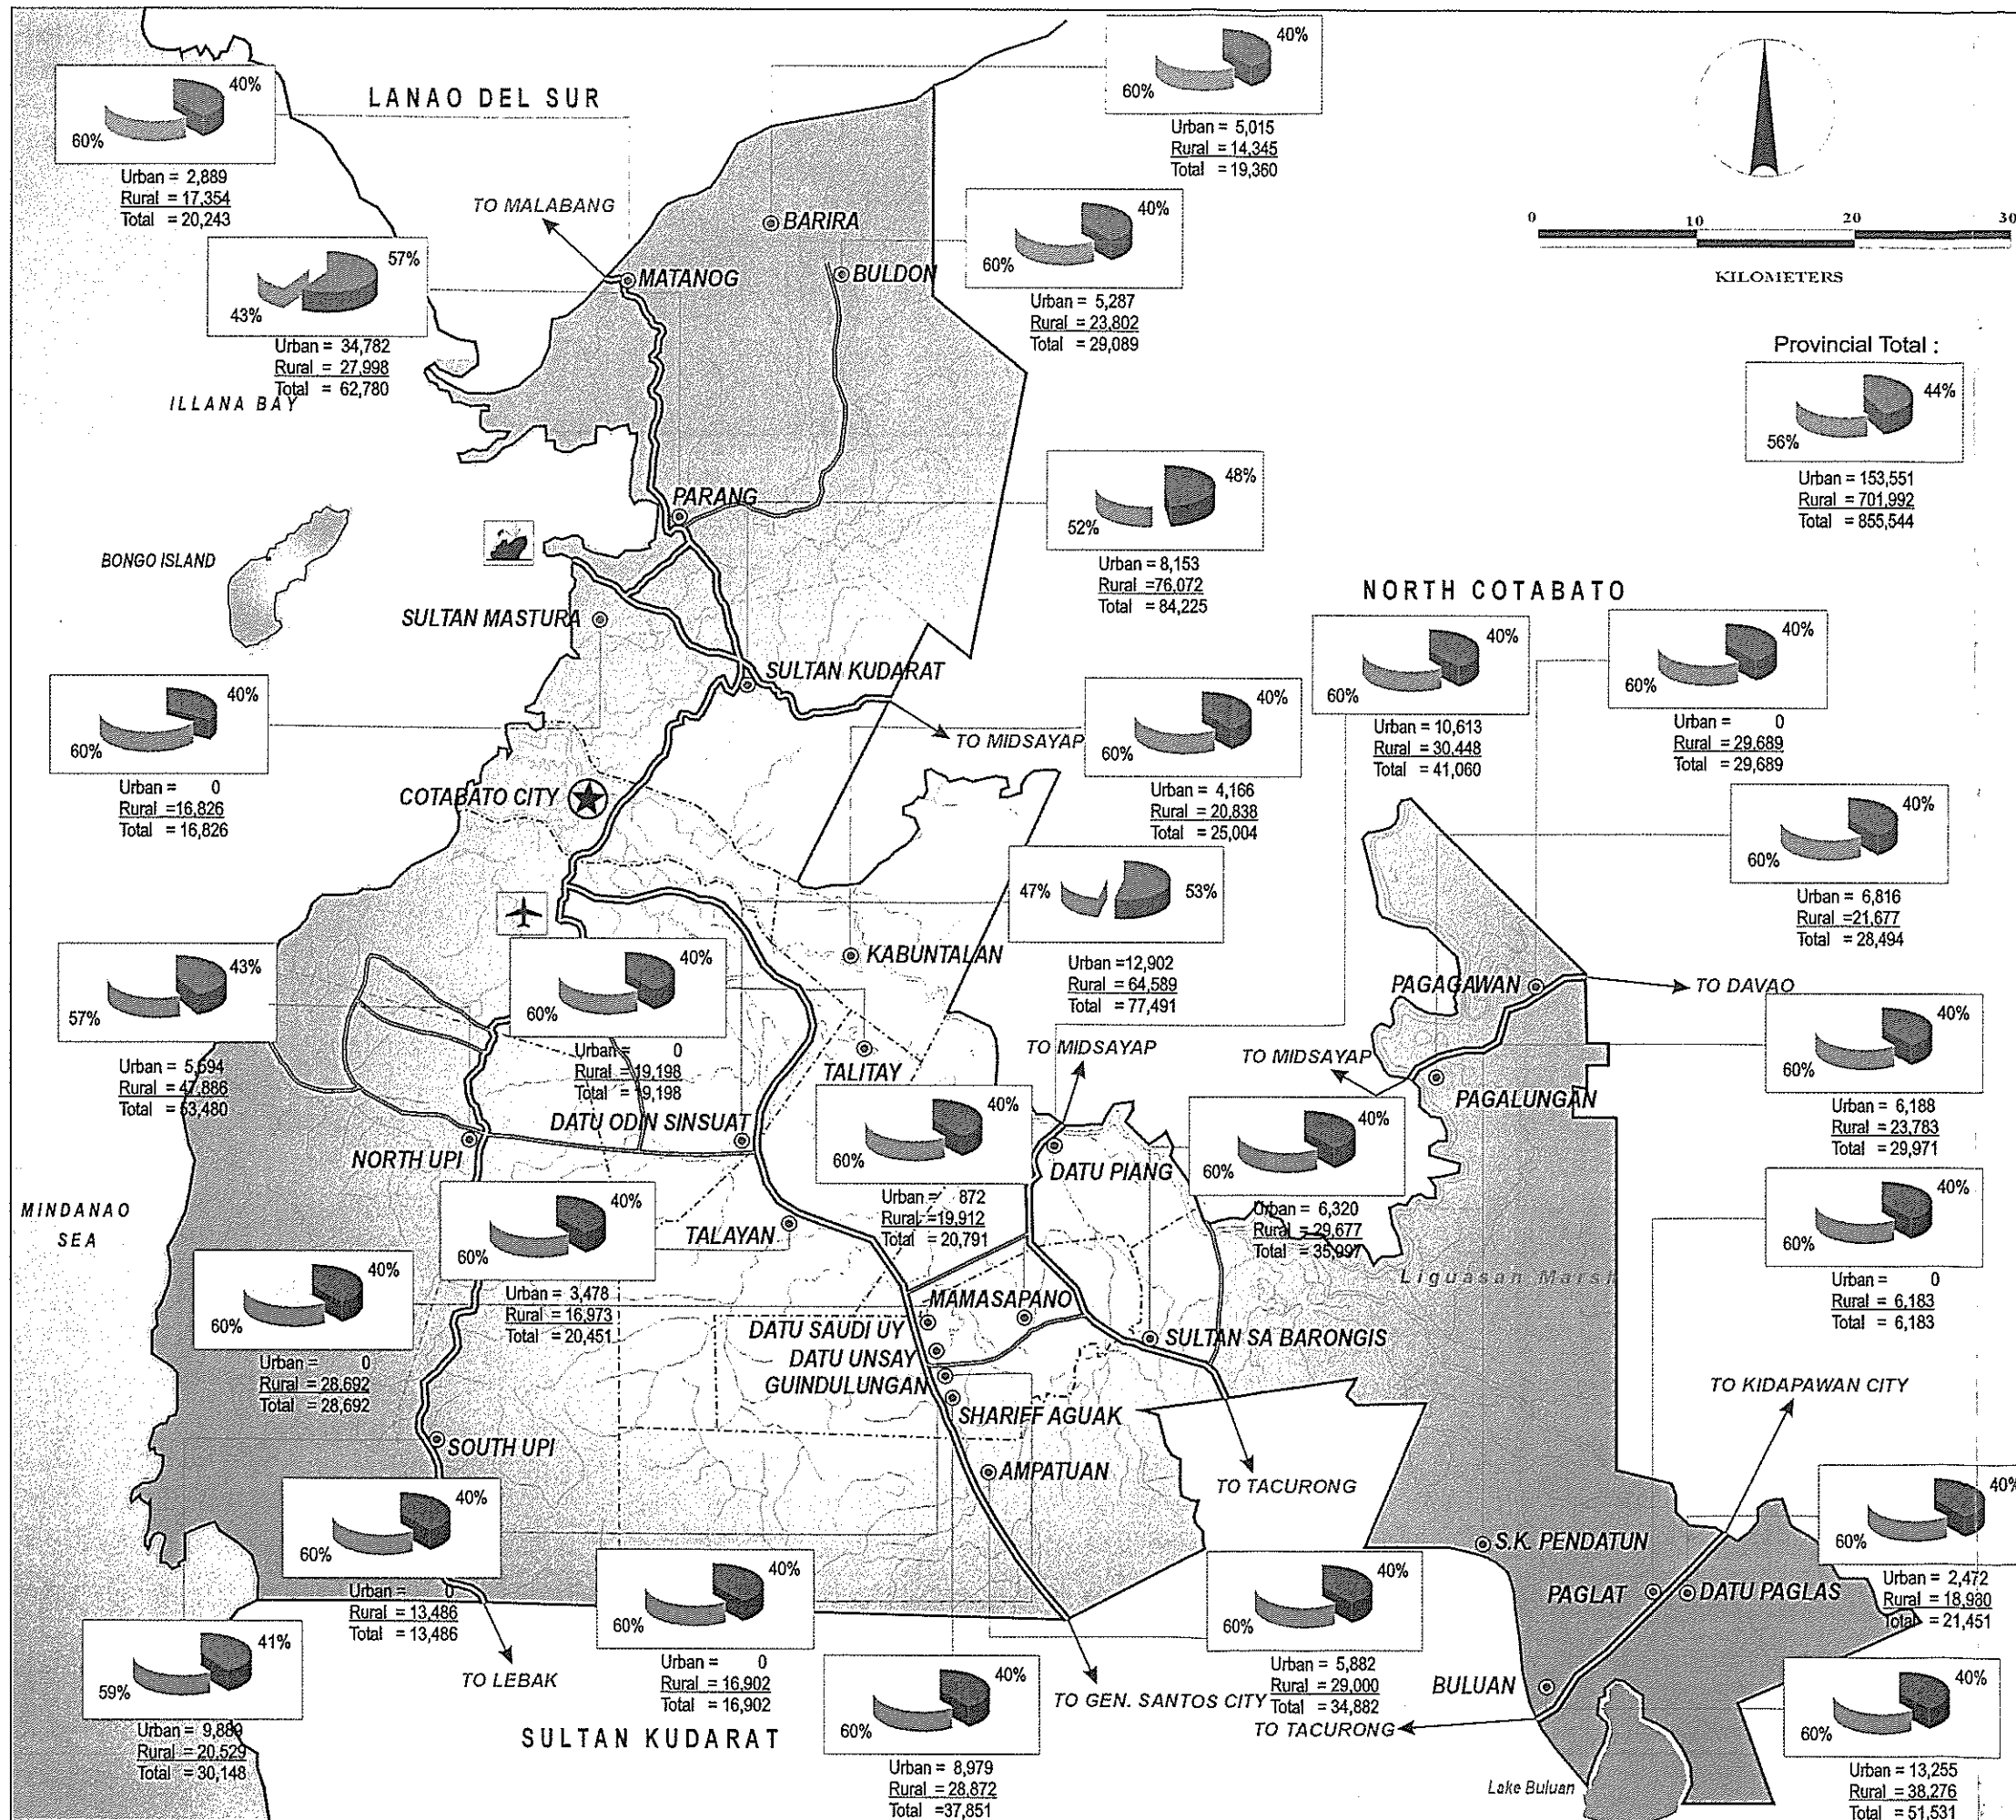 LANAO DEL SUR
40%
60%
Urban = 2,889
Rural = 17,354
Total = 20,243
40%
60%
Urban = 5,015
Rural = 14,345
Total = 19,360
0 10 20 30
KILOMETERS
TO MALABANG
BARIRA
40%
60%
Urban = 5,287
Rural = 23,802
Total = 29,089
57%
43%
Urban = 34,782
Rural = 27,998
Total = 62,780
MATANOG
BULDON
ILLANA BAY
Provincial Total :
44%
56%
Urban = 153,551
Rural = 701,992
Total = 855,544
48%
52%
Urban = 8,153
Rural =76,072
Total = 84,225
PARANG
BONGO ISLAND
NORTH COTABATO
SULTAN MASTURA
SULTAN KUDARAT
40%
60%
Urban = 10,613
Rural = 30,448
Total = 41,060
40%
60%
Urban = 0
Rural = 29,689
Total = 29,689
40%
60%
Urban = 0
Rural =16,826
Total = 16,826
TO MIDSAYAP
40%
60%
Urban = 4,166
Rural = 20,838
Total = 25,004
COTABATO CITY
40%
60%
Urban = 6,816
Rural =21,677
Total = 28,494
47%
53%
Urban =12,902
Rural = 64,589
Total = 77,491
KABUNTALAN
43%
57%
Urban = 5,594
Rural = 47,886
Total = 53,480
40%
60%
Urban = 0
Rural = 19,198
Total = 19,198
PAGAGAWAN
TO DAVAO
TO MIDSAYAP
TO MIDSAYAP
TALITAY
PAGALUNGAN
40%
60%
Urban = 6,188
Rural = 23,783
Total = 29,971
DATU ODIN SINSUAT
NORTH UPI
40%
60%
Urban = 872
Rural =19,912
Total = 20,791
DATU PIANG
40%
60%
Urban = 6,320
Rural = 29,677
Total = 35,997
40%
60%
Urban = 0
Rural = 6,183
Total = 6,183
MINDANAO
SEA
40%
60%
Urban = 3,478
Rural = 16,973
Total = 20,451
TALAYAN
Liguasan Marsh
40%
60%
Urban = 0
Rural = 28,692
Total = 28,692
MAMASAPANO
DATU SAUDI UY
SULTAN SA BARONGIS
DATU UNSAY
GUINDULUNGAN
SHARIFF AGUAK
TO KIDAPAWAN CITY
SOUTH UPI
AMPATUAN
TO TACURONG
40%
60%
Urban = 0
Rural = 13,486
Total = 13,486
40%
60%
Urban = 2,472
Rural = 18,980
Total = 21,451
S.K. PENDATUN
PAGLAT
DATU PAGLAS
40%
60%
Urban = 0
Rural = 16,902
Total = 16,902
40%
60%
Urban = 5,882
Rural = 29,000
Total = 34,882
41%
59%
Urban = 9,889
Rural = 20,529
Total = 30,148
TO LEBAK
SULTAN KUDARAT
40%
60%
Urban = 8,979
Rural = 28,872
Total =37,851
TO GEN. SANTOS CITY
BULUAN
TO TACURONG
40%
60%
Urban = 13,255
Rural = 38,276
Total = 51,531
Lake Buluan